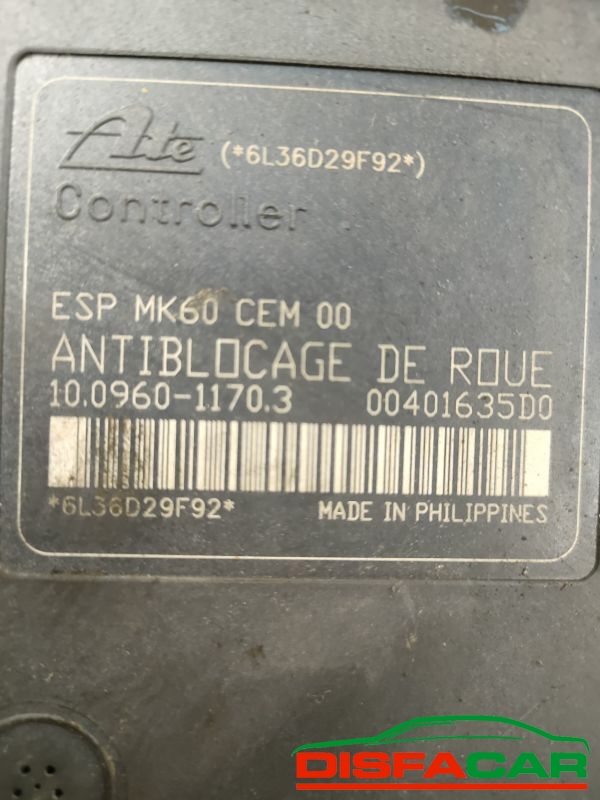 Ate (*6L36D29F92*)
Controller
ESP MK60 CEM 00
ANTIBLOCAGE DE ROUE
10.0960-1170.3 00401635D0
*6L36D29F92* MADE IN PHILIPPINES
DISFACAR